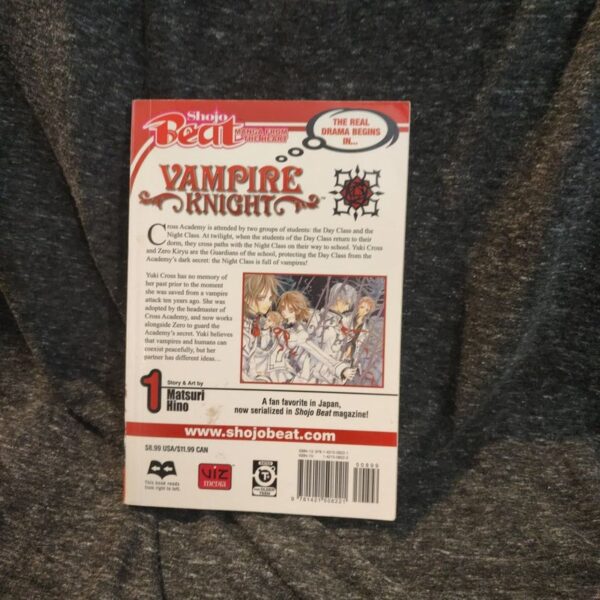 Shojo
Beat
MANGA FROM
THE HEART
THE REAL
DRAMA BEGINS
IN...
VAMPIRE
KNIGHT
Cross Academy is attended by two groups of students: the Day Class and the
Night Class. At twilight, when the students of the Day Class return to their
dorm, they cross paths with the Night Class on their way to school. Yuki Cross
and Zero Kiryu are the Guardians of the school, protecting the Day Class from the
Academy's dark secret: the Night Class is full of vampires!
Yuki Cross has no memory of
her past prior to the moment
she was saved from a vampire
attack ten years ago. She was
adopted by the headmaster of
Cross Academy, and now works
alongside Zero to guard the
Academy's secret. Yuki believes
that vampires and humans can
coexist peacefully, but her
partner has different ideas...
1
Story & Art by
Matsuri
Hino
A fan favorite in Japan,
now serialized in Shojo Beat magazine!
www.shojobeat.com
$8.99 USA/$11.99 CAN
This book reads
from right to left.
VIZ
media
RATED
T+
FOR OLDER
TEEN
00899